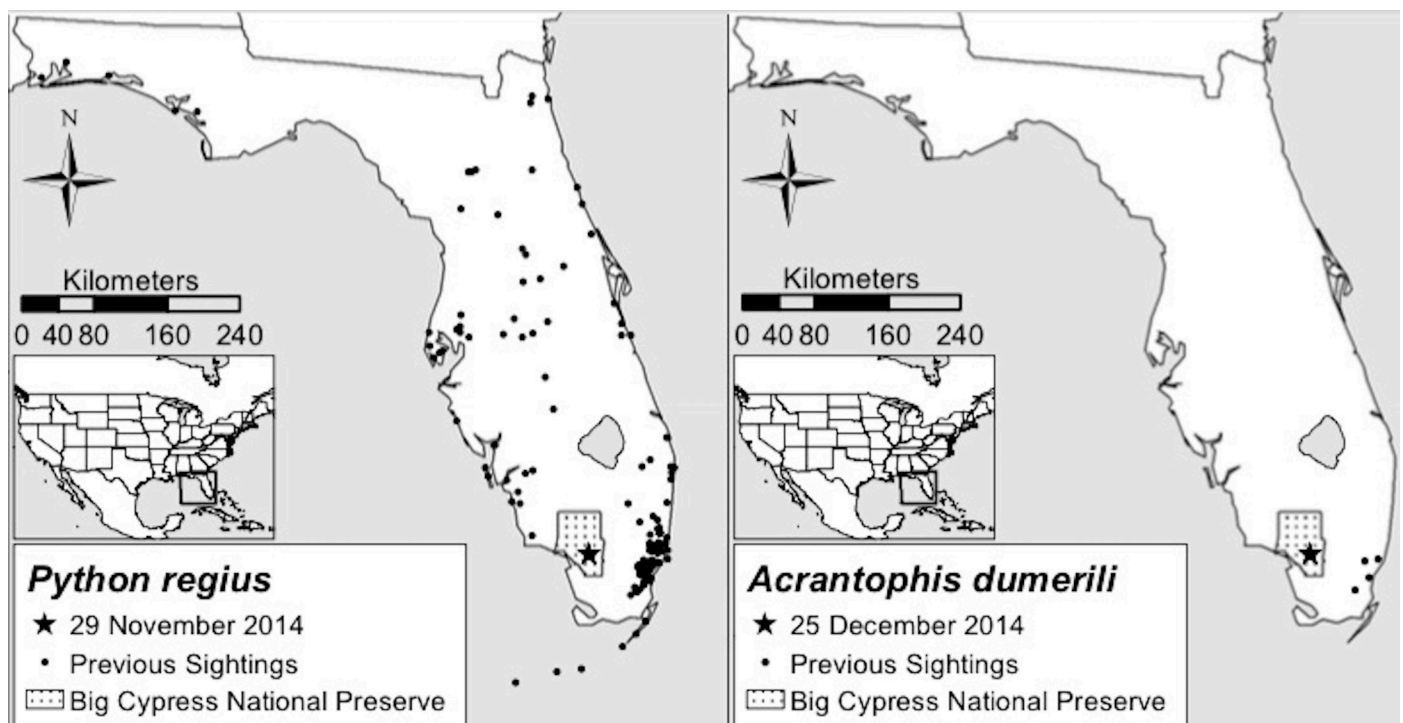 N
Kilometers
0 40 80 160 240
Python regius
★ 29 November 2014
• Previous Sightings
Big Cypress National Preserve
N
Kilometers
0 40 80 160 240
Acrantophis dumerili
★ 25 December 2014
• Previous Sightings
Big Cypress National Preserve